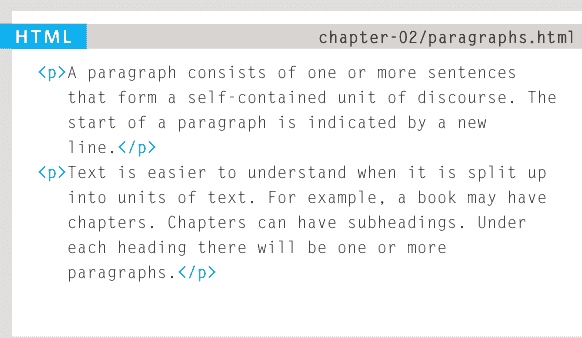 HTML chapter-02/paragraphs.html
<p>A paragraph consists of one or more sentences
that form a self-contained unit of discourse. The
start of a paragraph is indicated by a new
line.</p>
<p>Text is easier to understand when it is split up
into units of text. For example, a book may have
chapters. Chapters can have subheadings. Under
each heading there will be one or more
paragraphs.</p>